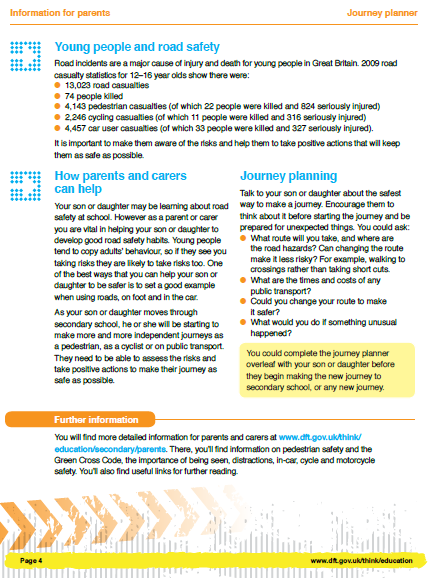 Information for parents
Journey planner
Young people and road safety
Road incidents are a major cause of injury and death for young people in Great Britain. 2009 road
casualty statistics for 12–16 year olds show there were:
● 13,023 road casualties
● 74 people killed
● 4,143 pedestrian casualties (of which 22 people were killed and 824 seriously injured)
● 2,246 cycling casualties (of which 11 people were killed and 316 seriously injured)
● 4,457 car user casualties (of which 33 people were killed and 327 seriously injured).
It is important to make them aware of the risks and help them to take positive actions that will keep
them as safe as possible.
How parents and carers
can help
Your son or daughter may be learning about road
safety at school. However as a parent or carer
you are vital in helping your son or daughter to
develop good road safety habits. Young people
tend to copy adults' behaviour, so if they see you
taking risks they are likely to take risks too. One
of the best ways that you can help your son or
daughter to be safer is to set a good example
when using roads, on foot and in the car.
As your son or daughter moves through
secondary school, he or she will be starting to
make more and more independent journeys as
a pedestrian, as a cyclist or on public transport.
They need to be able to assess the risks and
take positive actions to make their journey as
safe as possible.
Journey planning
Talk to your son or daughter about the safest
way to make a journey. Encourage them to
think about it before starting the journey and be
prepared for unexpected things. You could ask:
● What route will you take, and where are
the road hazards? Can changing the route
make it less risky? For example, walking to
crossings rather than taking short cuts.
● What are the times and costs of any
public transport?
● Could you change your route to make
it safer?
● What would you do if something unusual
happened?
You could complete the journey planner
overleaf with your son or daughter before
they begin making the new journey to
secondary school, or any new journey.
Further information
You will find more detailed information for parents and carers at www.dft.gov.uk/think/
education/secondary/parents. There, you'll find information on pedestrian safety and the
Green Cross Code, the importance of being seen, distractions, in-car, cycle and motorcycle
safety. You'll also find useful links for further reading.
Page 4
www.dft.gov.uk/think/education